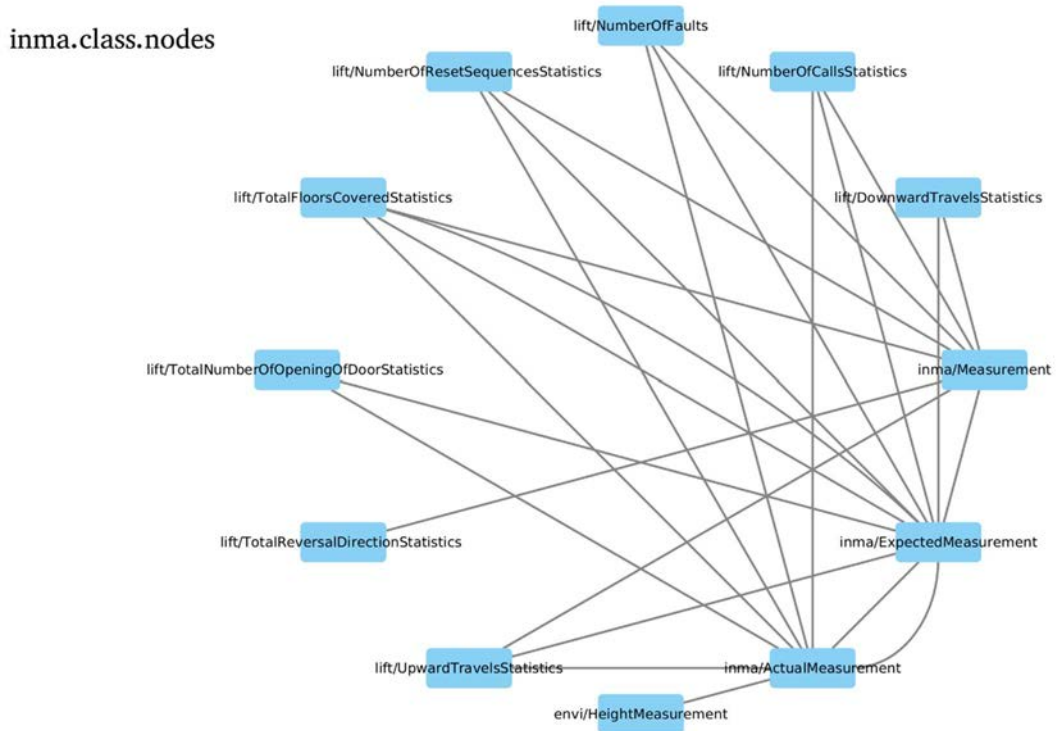 inma.class.nodes
lift/NumberOfFaults
lift/NumberOfResetSequencesStatistics
lift/NumberOfCallsStatistics
lift/TotalFloorsCoveredStatistics
lift/DownwardTravelsStatistics
lift/TotalNumberOfOpeningOfDoorStatistics
inma/Measurement
lift/TotalReversalDirectionStatistics
inma/ExpectedMeasurement
lift/UpwardTravelsStatistics
inma/ActualMeasurement
envi/HeightMeasurement